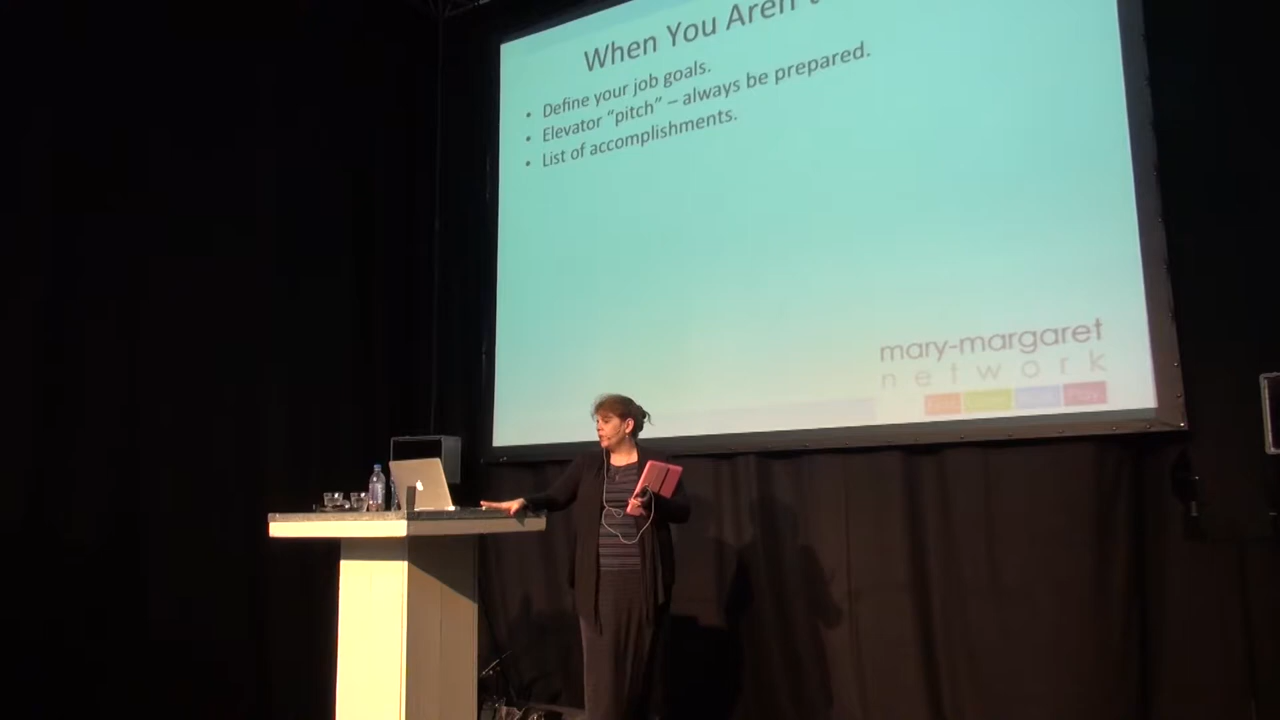 When You Aren't
• Define your job goals.
• Elevator “pitch” – always be prepared.
• List of accomplishments.
mary-margaret
network